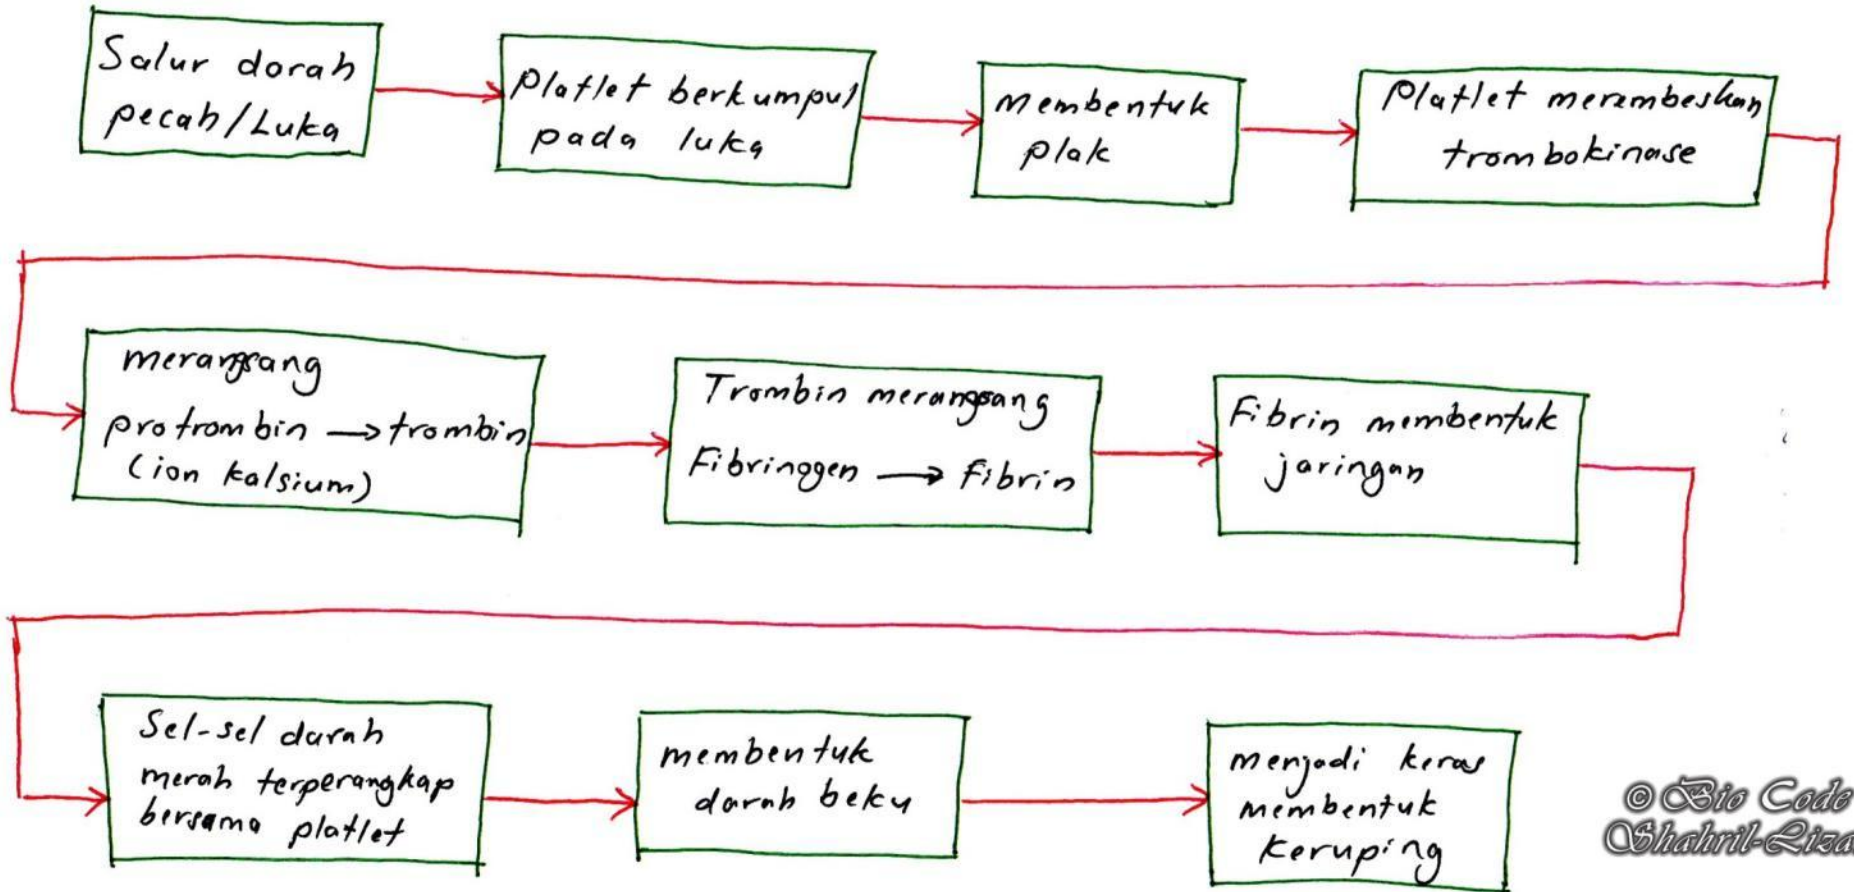 Salur darah
pecah/Luka
Platlet berkumpul
pada luka
Membentuk
plak
Platlet merembeskan
trombokinase
merangsang
protrombin → trombin
(ion kalsium)
Trombin merangsang
Fibrinogen → fibrin
Fibrin membentuk
jaringan
Sel-sel darah
merah terperangkap
bersama platlet
membentuk
darah beku
menjadi keras
membentuk
keruping
© Bio Code
Shahril-Liza